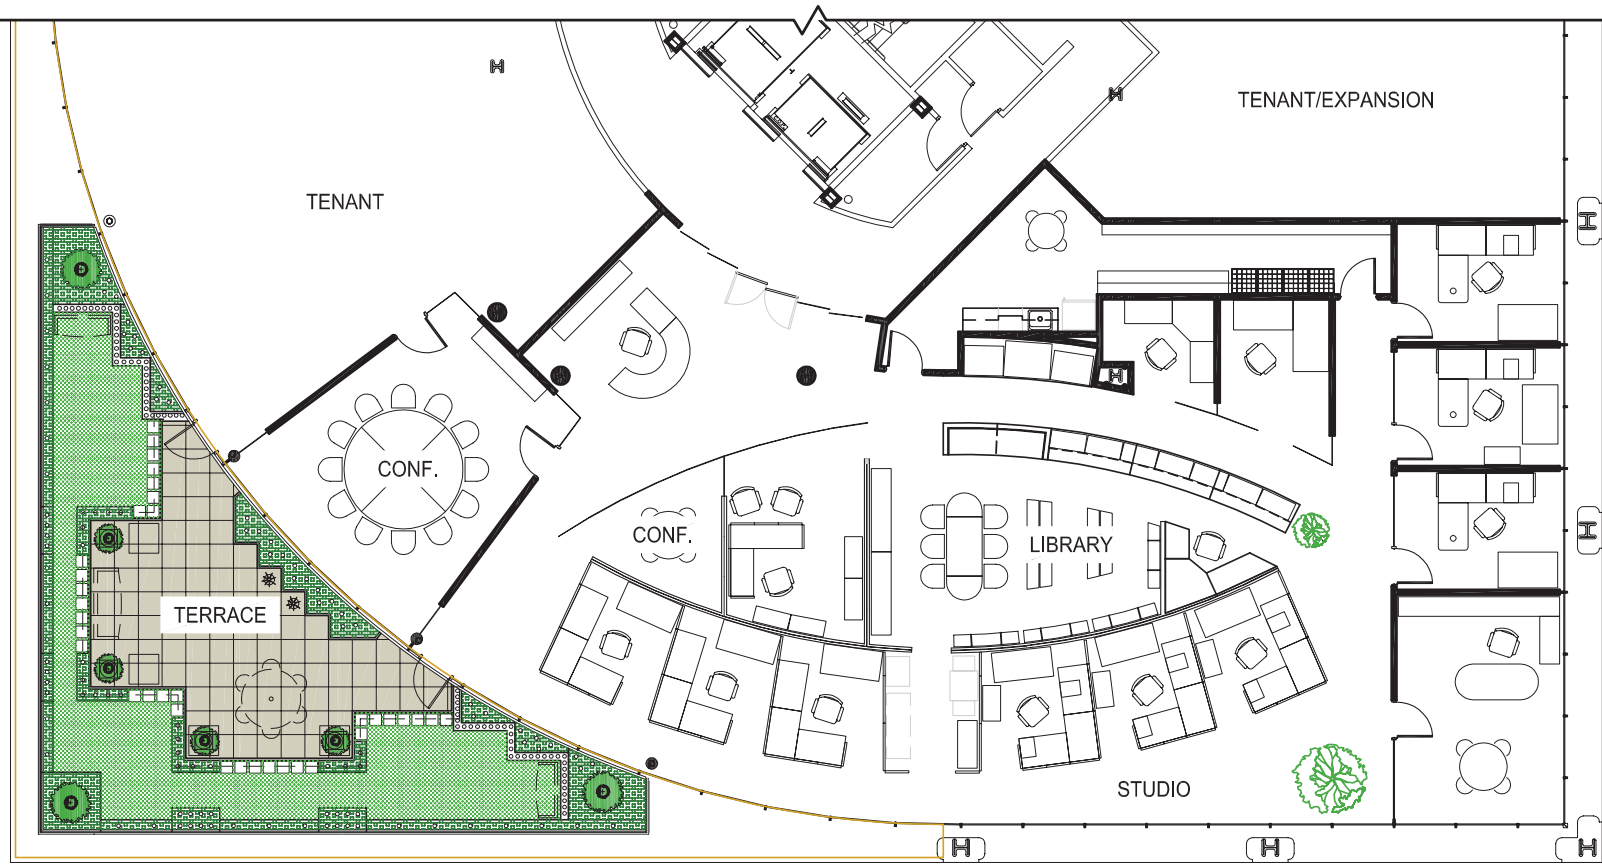 TENANT/EXPANSION
TENANT
CONF.
CONF.
LIBRARY
TERRACE
STUDIO